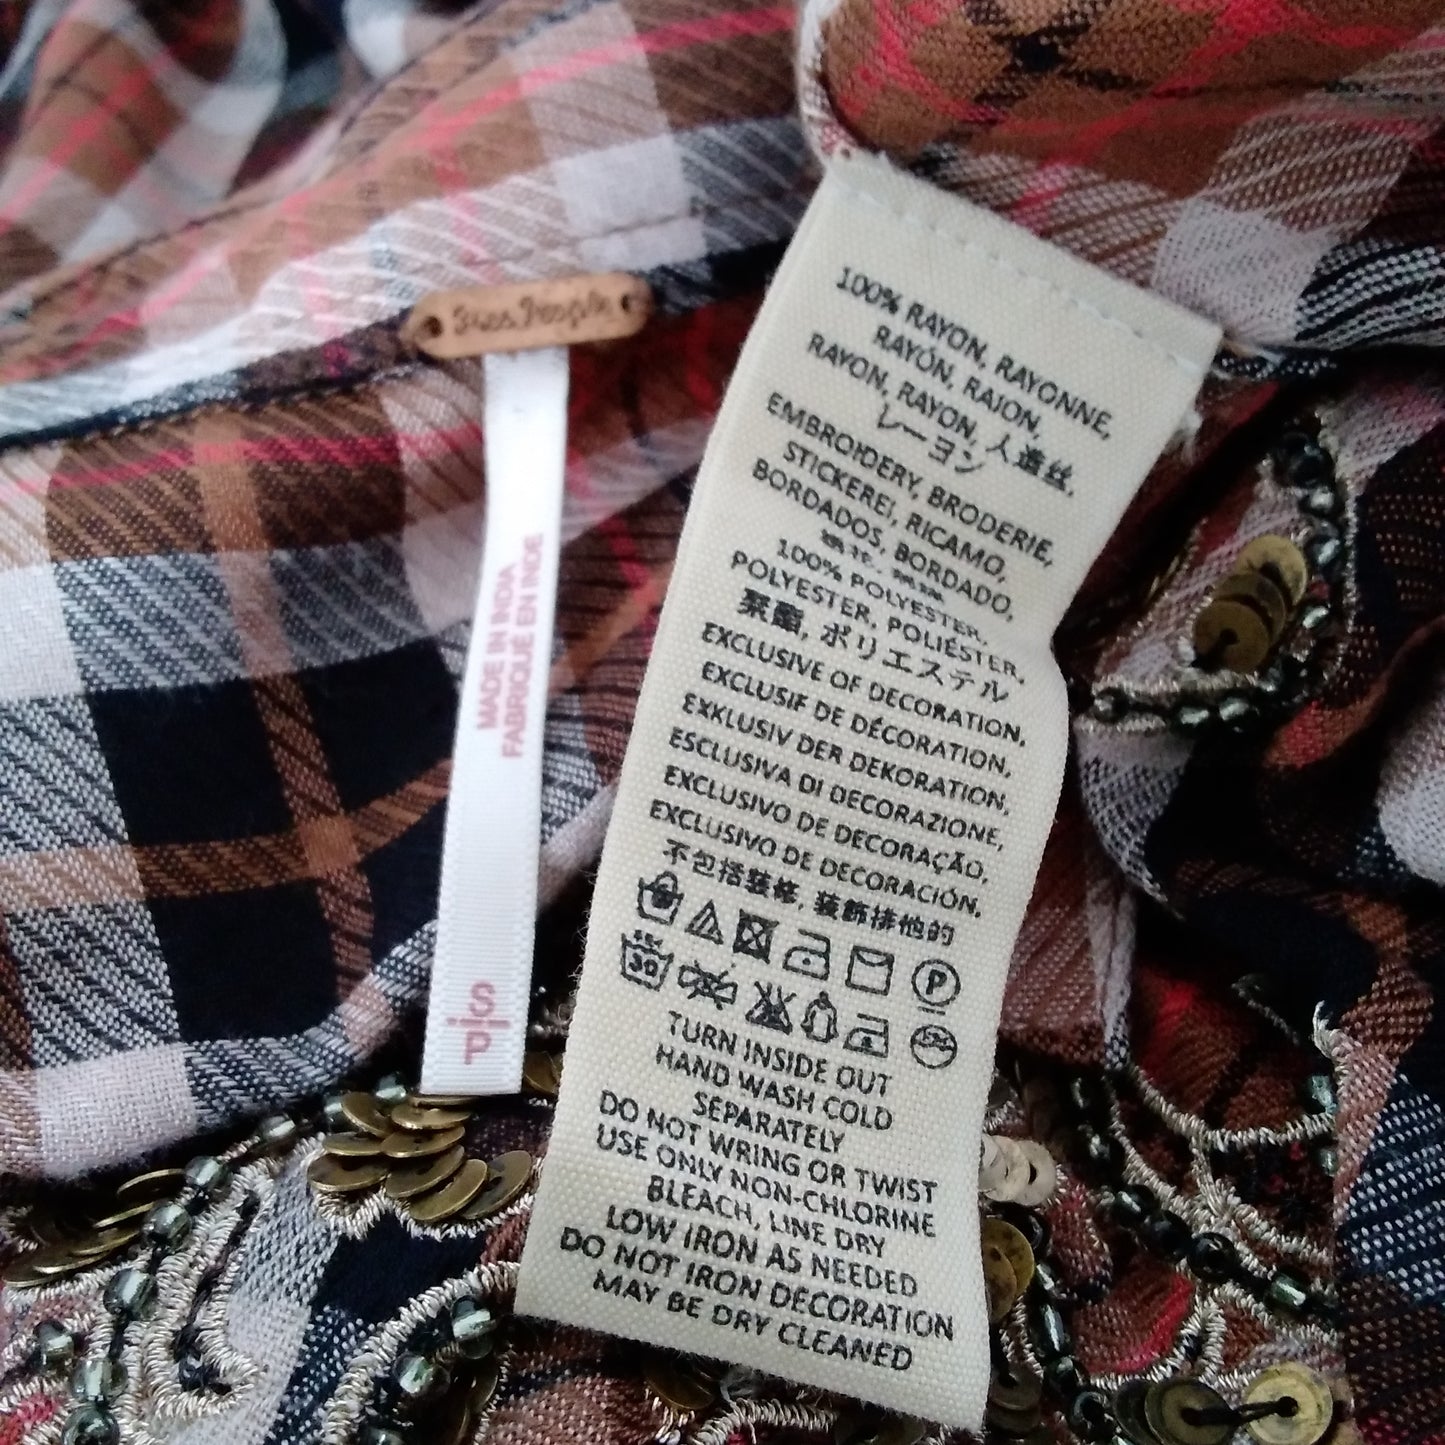 Free People
MADE IN INDIA
FABRIQUÉ EN INDE
S
P
100% RAYON, RAYONNE,
RAYÓN, RAION,
RAYON, RAYON, 人造丝,
レーヨン
EMBROIDERY, BRODERIE,
STICKEREI, RICAMO,
BORDADOS, BORDADO,
100% POLYESTER,
POLYESTER, POLIÉSTER,
聚酯, ポリエステル
EXCLUSIVE OF DECORATION,
EXCLUSIF DE DÉCORATION,
EXKLUSIV DER DEKORATION,
ESCLUSIVA DI DECORAZIONE,
EXCLUSIVO DE DECORAÇÃO,
EXCLUSIVO DE DECORACIÓN,
不包括装修, 装飾排他的
P
30
TURN INSIDE OUT
HAND WASH COLD
SEPARATELY
DO NOT WRING OR TWIST
USE ONLY NON-CHLORINE
BLEACH, LINE DRY
LOW IRON AS NEEDED
DO NOT IRON DECORATION
MAY BE DRY CLEANED